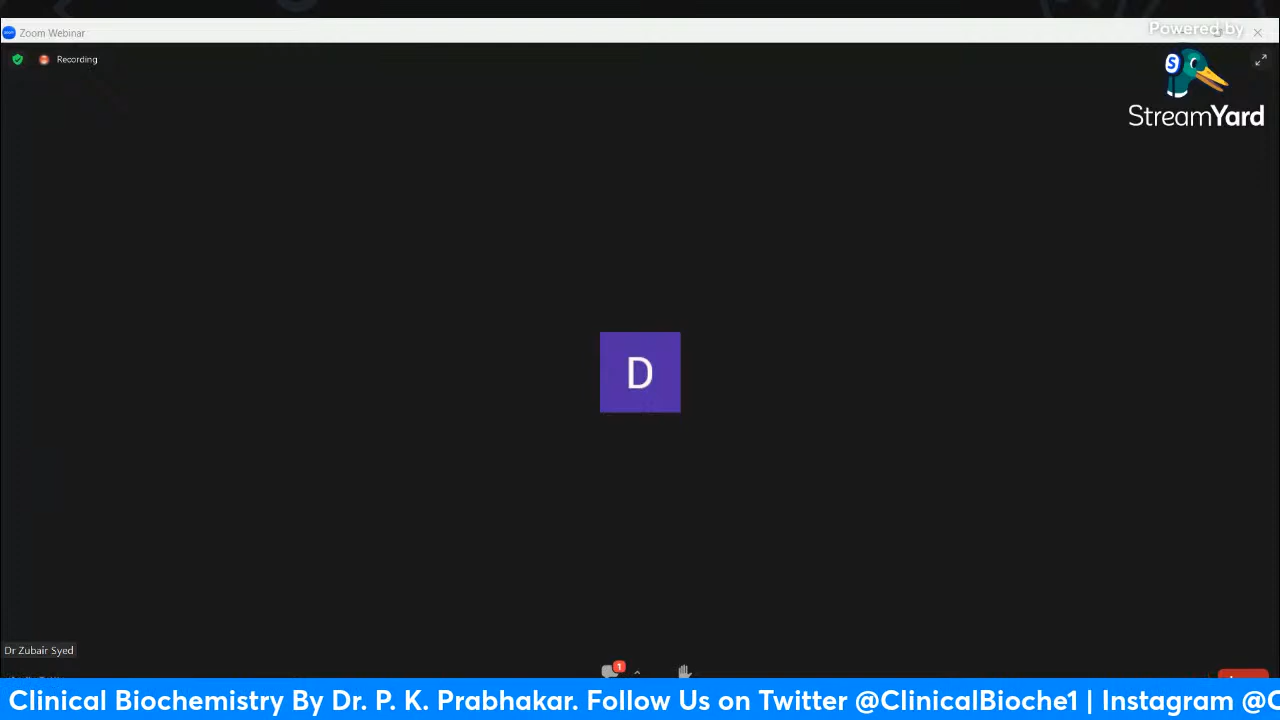 Zoom Webinar
Powered by
Recording
S
StreamYard
D
Dr Zubair Syed
1
Clinical Biochemistry By Dr. P. K. Prabhakar. Follow Us on Twitter @ClinicalBioche1 | Instagram @C